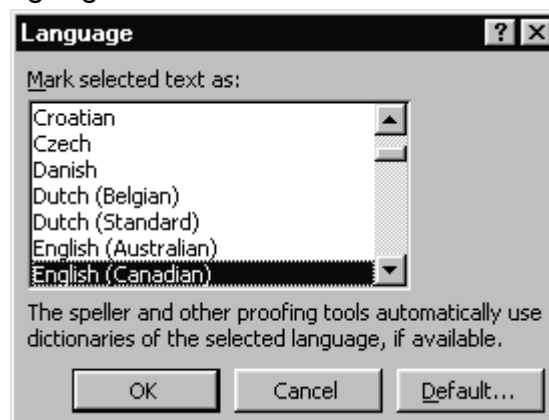 Language
Mark selected text as:
Croatian
Czech
Danish
Dutch (Belgian)
Dutch (Standard)
English (Australian)
English (Canadian)
The speller and other proofing tools automatically use
dictionaries of the selected language, if available.
OK Cancel Default...